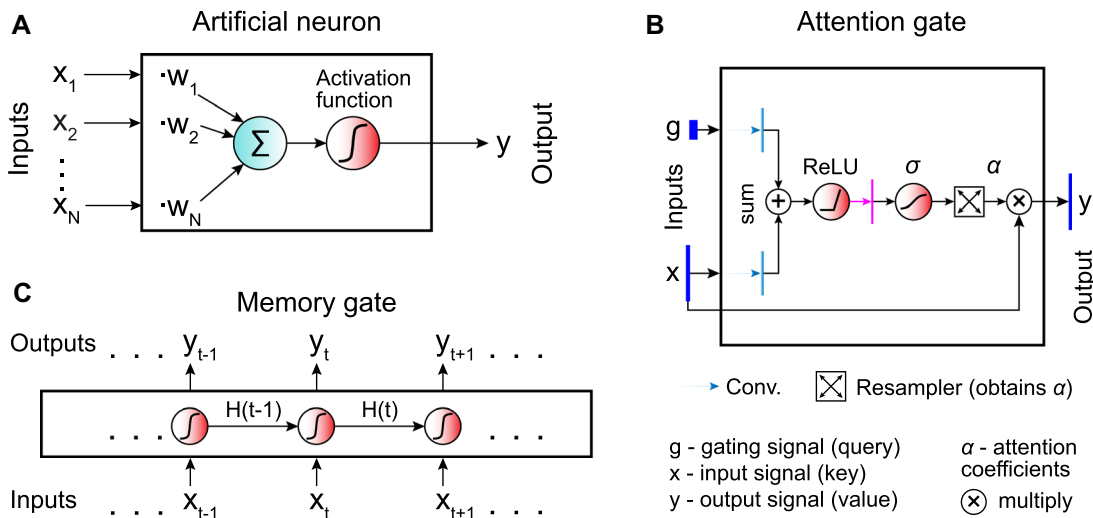 A
Artificial neuron
Inputs
x1
x2
xN
·w1
·w2
·wN
Σ
Activation
function
y
Output
B
Attention gate
Inputs
g
x
sum
+
ReLU
σ
α
×
y
Output
Conv.
Resampler (obtains α)
g - gating signal (query)
x - input signal (key)
y - output signal (value)
α - attention
coefficients
× multiply
C
Memory gate
Outputs . . . yt-1 yt yt+1 . . .
. . . H(t-1) H(t) . . .
Inputs . . . xt-1 xt xt+1 . . .